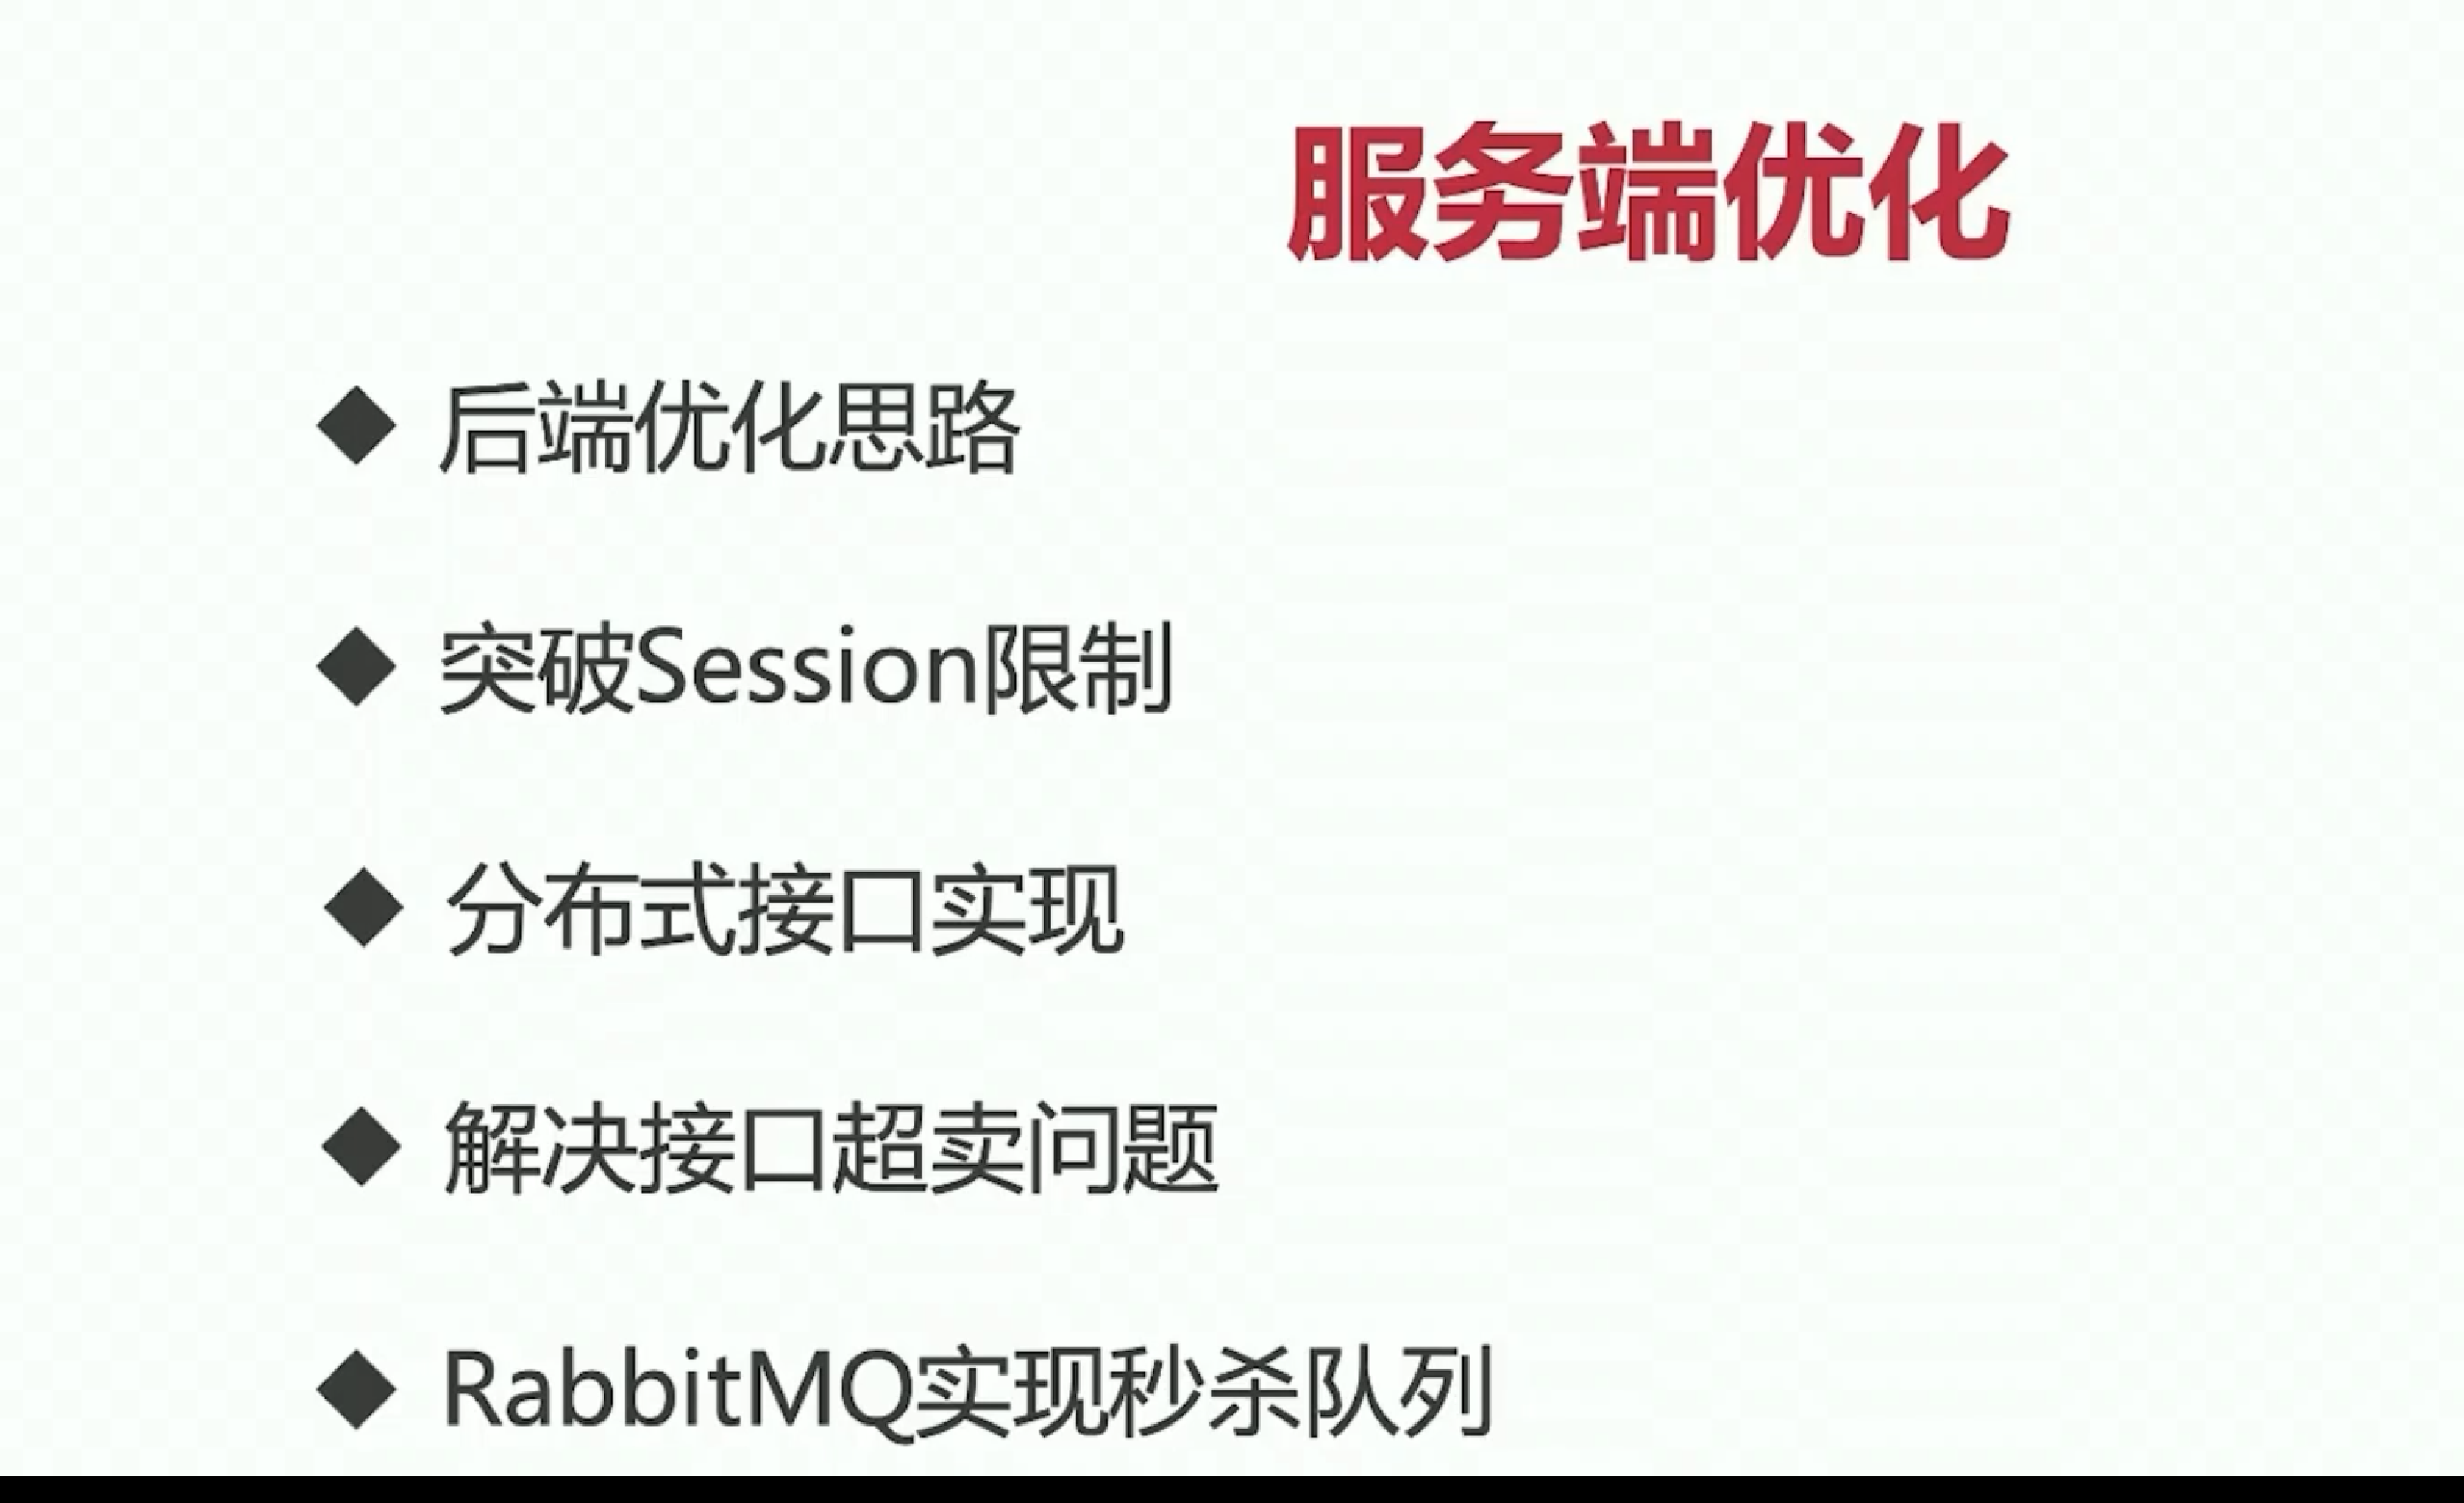 服务端优化
◆ 后端优化思路
◆ 突破Session限制
◆ 分布式接口实现
◆ 解决接口超卖问题
◆ RabbitMQ实现秒杀队列